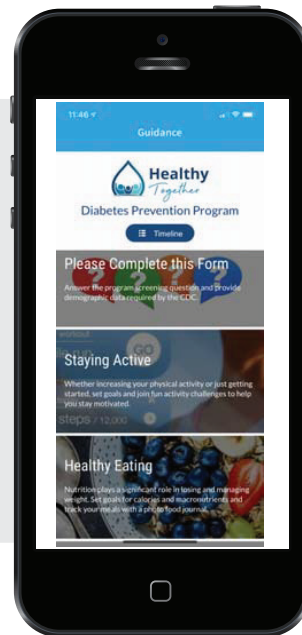 11:46
Guidance
Healthy
Together
Diabetes Prevention Program
Timeline
Please Complete this Form
Answer the program screening question and provide
demographic data required by the CDC.
workout
GO
Staying Active
Whether increasing your physical activity or just getting
started, set goals and join fun activity challenges to help
you stay motivated.
steps / 12,000
Healthy Eating
Nutrition plays a significant role in losing and managing
weight. Set goals for calories and macronutrients and
track your meals with a photo food journal.